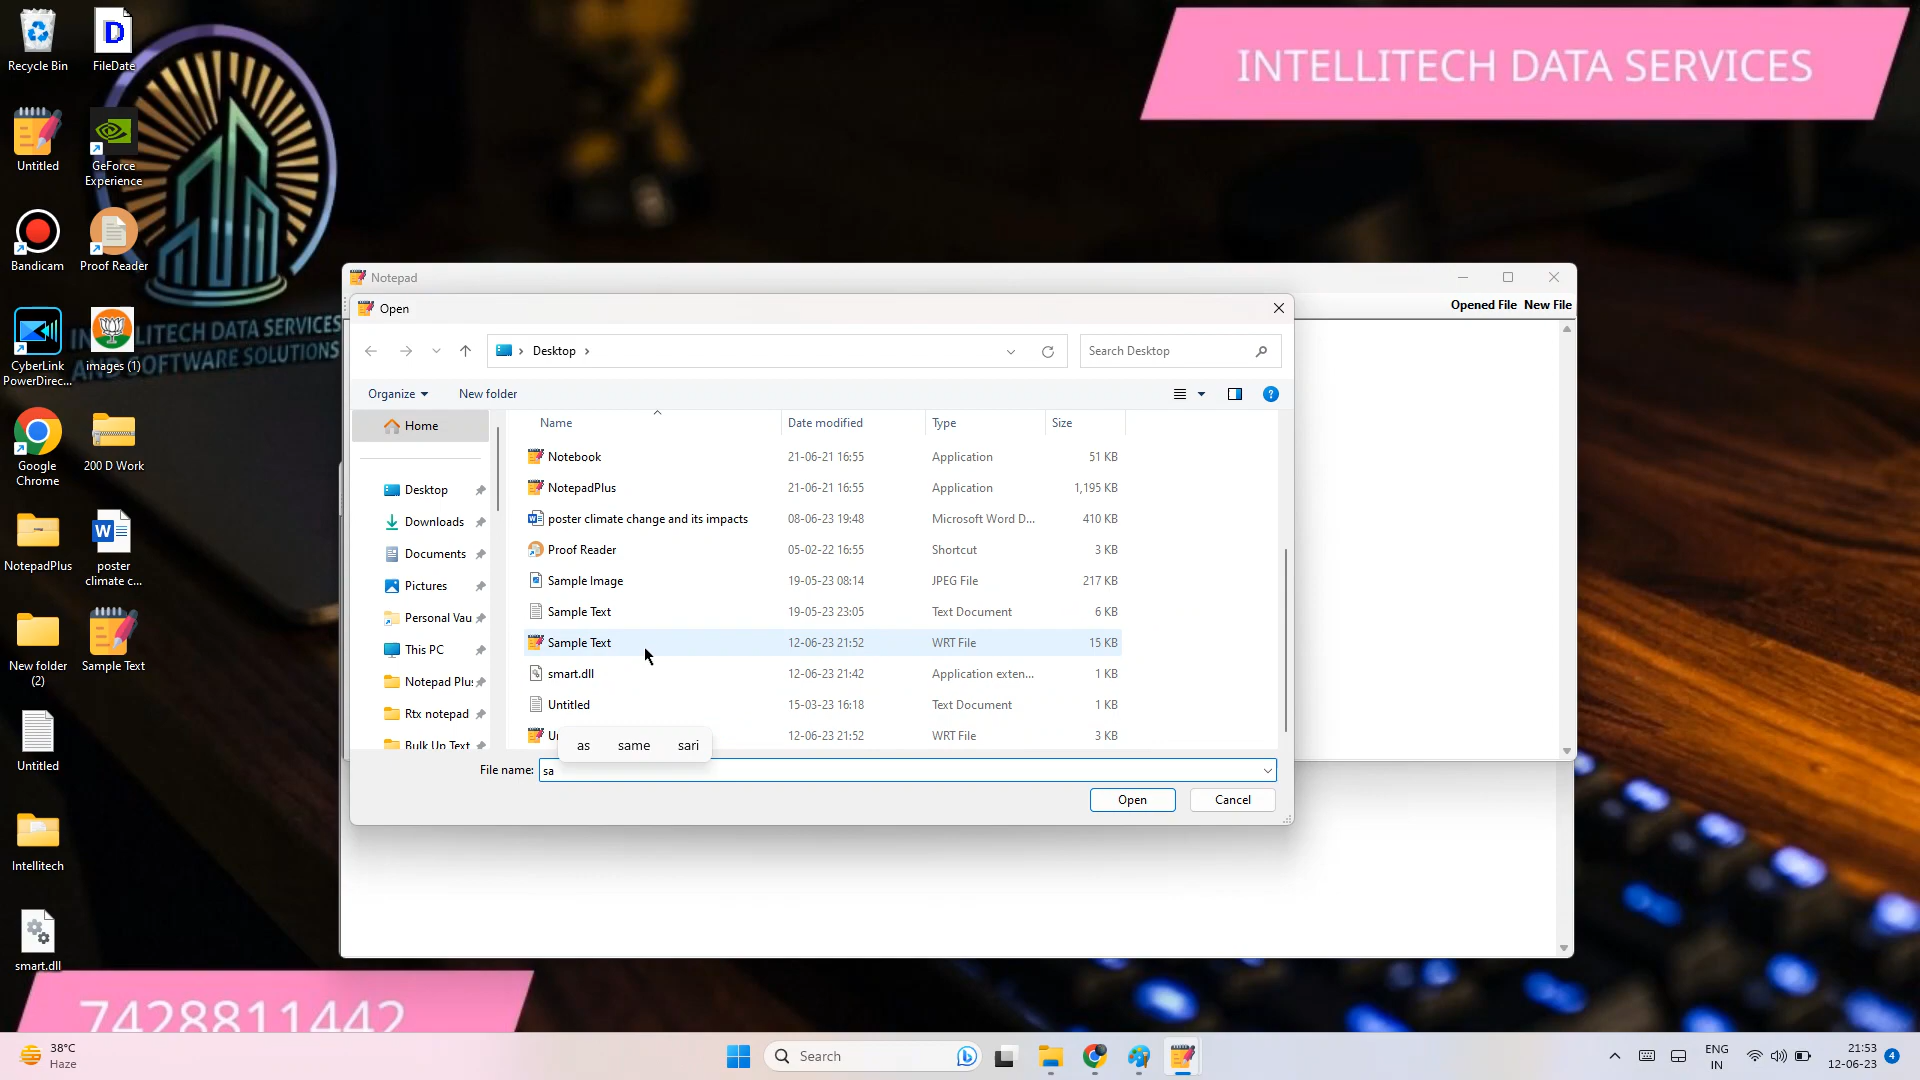 Recycle Bin
FileDate
Untitled
GeForce
Experience
Bandicam
Proof Reader
CyberLink
PowerDirec...
images (1)
Google
Chrome
200 D Work
NotepadPlus
poster
climate c...
New folder
(2)
Sample Text
Untitled
Intellitech
smart.dll
INTELLITECH DATA SERVICES
AND SOFTWARE SOLUTIONS
INTELLITECH DATA SERVICES
7428811442
Notepad
Opened File New File
Open
Desktop
Search Desktop
Organize
New folder
Home
Desktop
Downloads
Documents
Pictures
Personal Vau
This PC
Notepad Plu
Rtx notepad
Bulk Up Text
Name Date modified Type Size
Notebook 21-06-21 16:55 Application 51 KB
NotepadPlus 21-06-21 16:55 Application 1,195 KB
poster climate change and its impacts 08-06-23 19:48 Microsoft Word D... 410 KB
Proof Reader 05-02-22 16:55 Shortcut 3 KB
Sample Image 19-05-23 08:14 JPEG File 217 KB
Sample Text 19-05-23 23:05 Text Document 6 KB
Sample Text 12-06-23 21:52 WRT File 15 KB
smart.dll 12-06-23 21:42 Application exten... 1 KB
Untitled 15-03-23 16:18 Text Document 1 KB
12-06-23 21:52 WRT File 3 KB
as same sari
File name: sa
Open Cancel
38°C
Haze
Search
ENG
IN
21:53
12-06-23
4